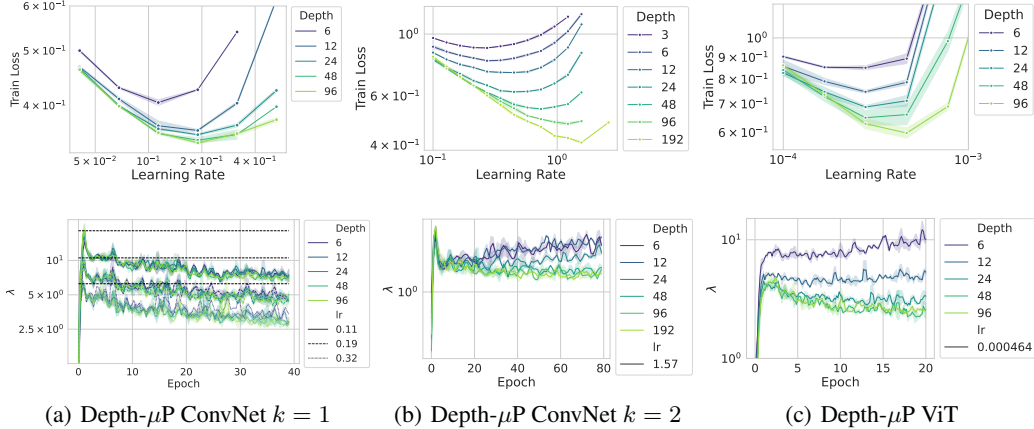 Train Loss
6 × 10⁻¹
5 × 10⁻¹
4 × 10⁻¹
4 × 10⁻² 10⁻¹ 2 × 10⁻¹ 4 × 10⁻¹
Learning Rate
Depth
6
12
24
48
96
Train Loss
10⁰
6 × 10⁻¹
4 × 10⁻¹
10⁻¹ 10⁰
Learning Rate
Depth
3
6
12
24
48
96
192
Train Loss
10⁰
9 × 10⁻¹
8 × 10⁻¹
7 × 10⁻¹
6 × 10⁻¹
10⁻⁴ 10⁻³
Learning Rate
Depth
6
12
24
48
96
λ
10¹
5 × 10⁰
2.5 × 10⁰
0 10 20 30 40
Epoch
Depth
6
12
24
48
96
lr
0.11
0.19
0.32
λ
10⁰
0 20 40 60 80
Epoch
Depth
6
12
24
48
96
192
lr
1.57
λ
10¹
10⁰
0 5 10 15 20
Epoch
Depth
6
12
24
48
96
lr
0.000464
(a) Depth-μP ConvNet k = 1
(b) Depth-μP ConvNet k = 2
(c) Depth-μP ViT